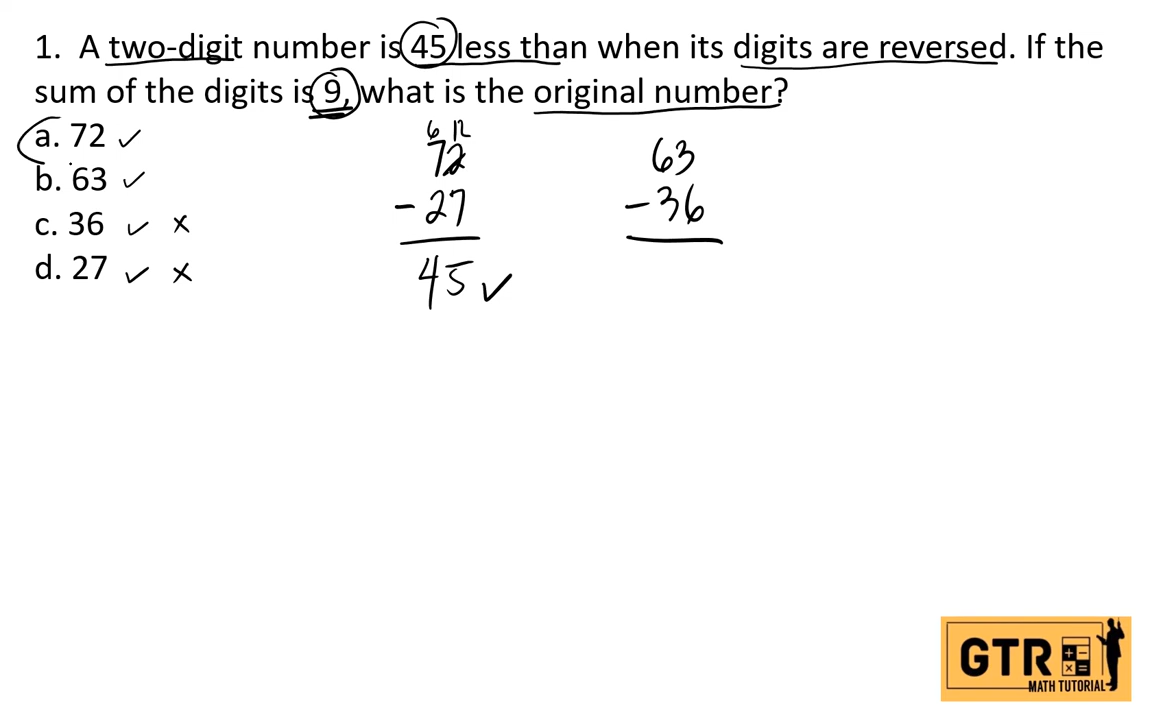 1. A two-digit number is 45 less than when its digits are reversed. If the
sum of the digits is 9, what is the original number?
a. 72 ✓
b. 63 ✓
c. 36 ✓ x
d. 27 ✓ x
6 12
72
- 27
45 ✓
63
- 36
GTR
+ -
x =
MATH TUTORIAL